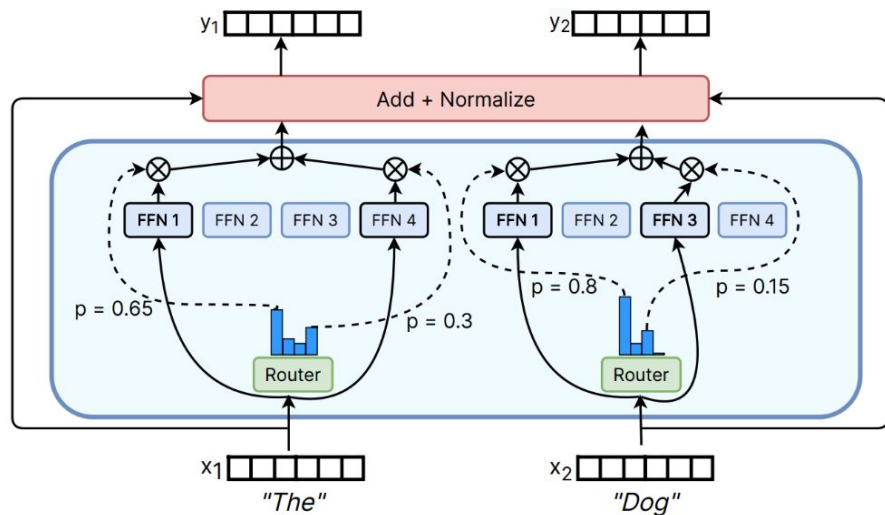 y1
y2
Add + Normalize
FFN 1 FFN 2 FFN 3 FFN 4
FFN 1 FFN 2 FFN 3 FFN 4
p = 0.65
p = 0.3
p = 0.8
p = 0.15
Router
Router
x1
x2
"The"
"Dog"